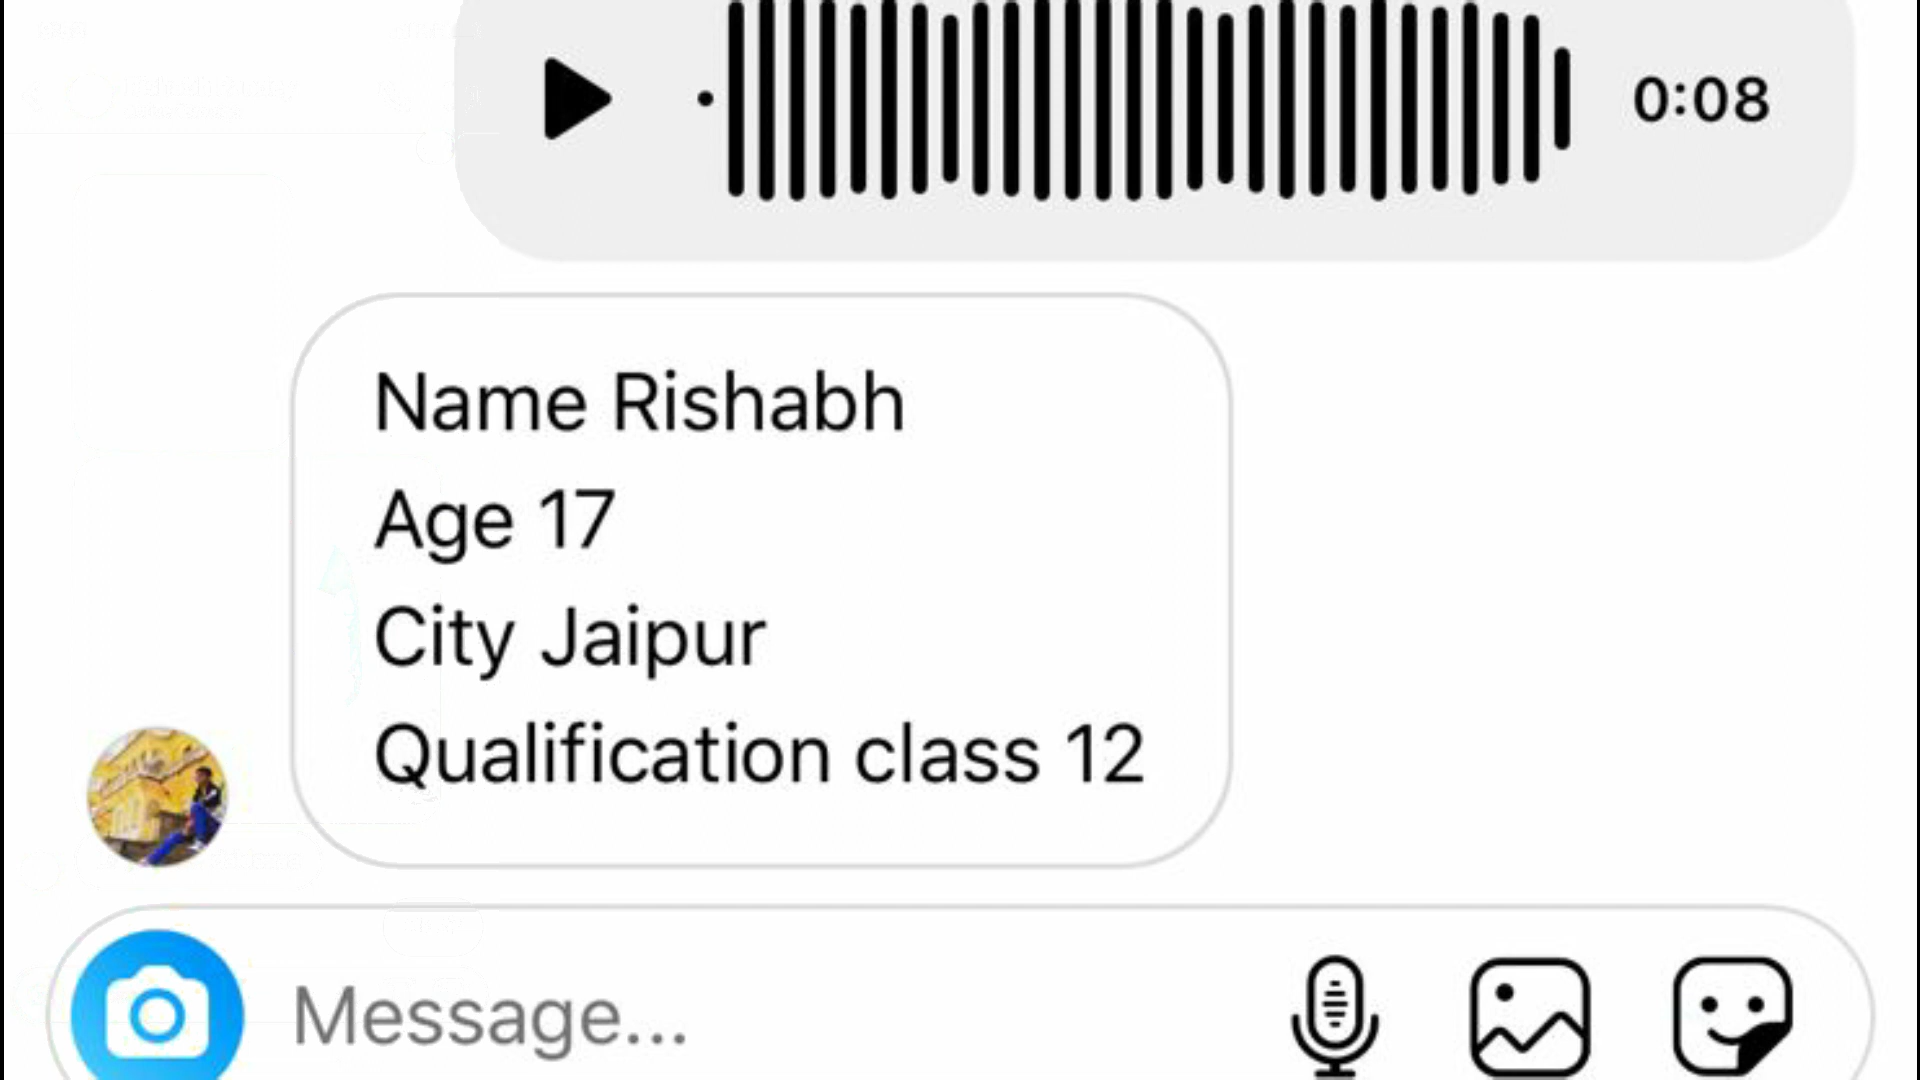 0:08
Name Rishabh
Age 17
City Jaipur
Qualification class 12
Message...